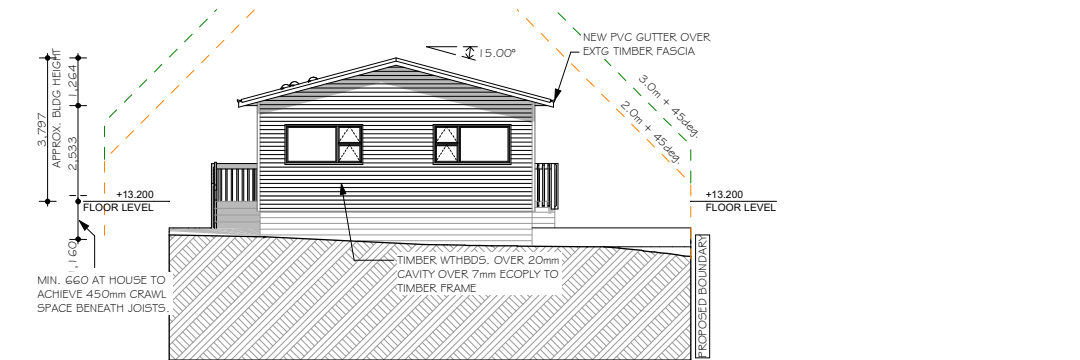 NEW PVC GUTTER OVER
EXTG TIMBER FASCIA
15.00°
3.797
APPROX. BLDG HEIGHT
1.264
2.533
3.0m + 45deg.
2.0m + 45deg.
+13.200
FLOOR LEVEL
+13.200
FLOOR LEVEL
MIN. 660 AT HOUSE TO
ACHIEVE 450mm CRAWL
SPACE BENEATH JOISTS.
TIMBER WTHBDS. OVER 20mm
CAVITY OVER 7mm ECOPLY TO
TIMBER FRAME
PROPOSED BOUNDARY